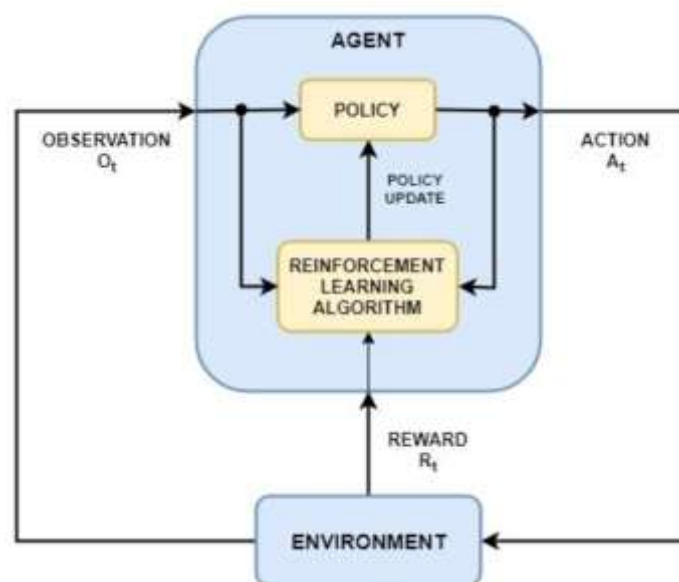 AGENT
POLICY
OBSERVATION
Oₜ
ACTION
Aₜ
POLICY
UPDATE
REINFORCEMENT
LEARNING
ALGORITHM
REWARD
Rₜ
ENVIRONMENT